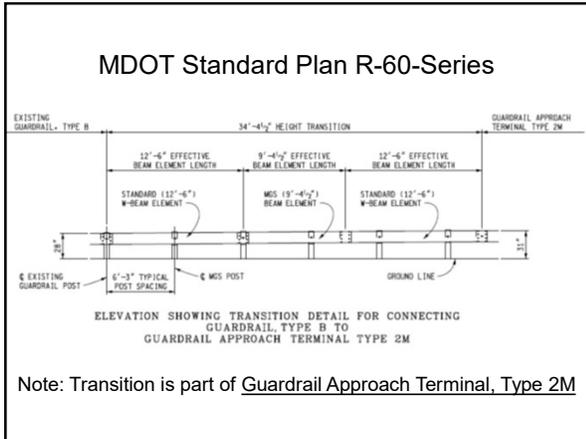 MDOT Standard Plan R-60-Series
EXISTING
GUARDRAIL, TYPE B
34'-4½" HEIGHT TRANSITION
GUARDRAIL APPROACH
TERMINAL TYPE 2M
12'-6" EFFECTIVE
BEAM ELEMENT LENGTH
9'-4½" EFFECTIVE
BEAM ELEMENT LENGTH
12'-6" EFFECTIVE
BEAM ELEMENT LENGTH
STANDARD (12'-6")
W-BEAM ELEMENT
MGS (9'-4½")
BEAM ELEMENT
STANDARD (12'-6")
W-BEAM ELEMENT
28"
31"
℄ EXISTING
GUARDRAIL POST
6'-3" TYPICAL
POST SPACING
℄ MGS POST
GROUND LINE
ELEVATION SHOWING TRANSITION DETAIL FOR CONNECTING
GUARDRAIL, TYPE B TO
GUARDRAIL APPROACH TERMINAL TYPE 2M
Note: Transition is part of Guardrail Approach Terminal, Type 2M